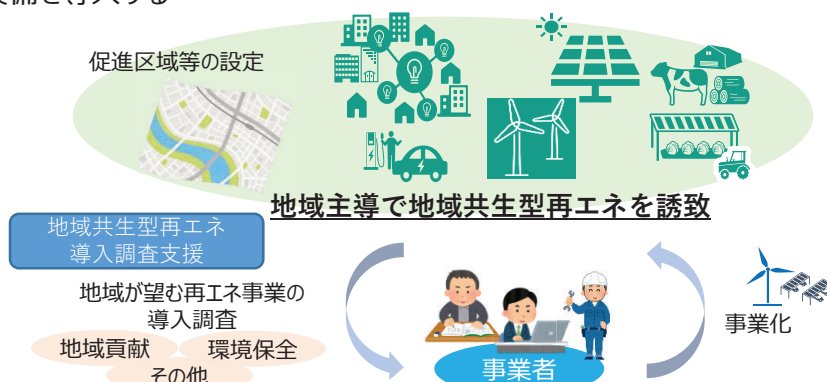 促進区域等の設定
地域主導で地域共生型再エネを誘致
地域共生型再エネ
導入調査支援
地域が望む再エネ事業の
導入調査
地域貢献
環境保全
その他
事業者
事業化